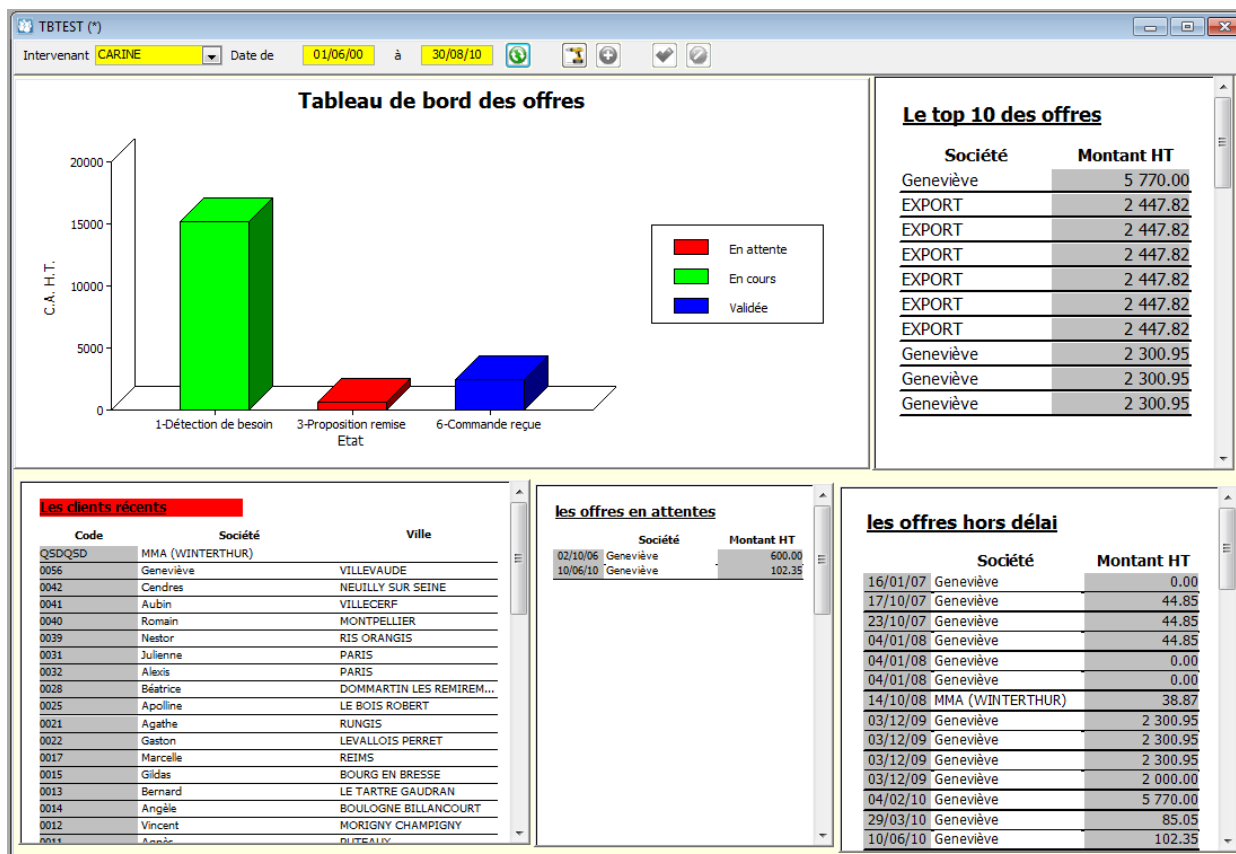 TBTEST (*)
Intervenant CARINE Date de 01/06/00 à 30/08/10
Tableau de bord des offres
20000
15000
10000
5000
0
C.A. H.T.
1-Détection de besoin 3-Proposition remise 6-Commande reçue
Etat
En attente
En cours
Validée
Le top 10 des offres
Société Montant HT
Geneviève 5 770.00
EXPORT 2 447.82
EXPORT 2 447.82
EXPORT 2 447.82
EXPORT 2 447.82
EXPORT 2 447.82
EXPORT 2 447.82
Geneviève 2 300.95
Geneviève 2 300.95
Geneviève 2 300.95
Les clients récents
Code Société Ville
QSDQSD MMA (WINTERTHUR)
0056 Geneviève VILLEVAUDE
0042 Cendres NEUILLY SUR SEINE
0041 Aubin VILLECERF
0040 Romain MONTPELLIER
0039 Nestor RIS ORANGIS
0031 Julienne PARIS
0032 Alexis PARIS
0028 Béatrice DOMMARTIN LES REMIREM...
0025 Apolline LE BOIS ROBERT
0021 Agathe RUNGIS
0022 Gaston LEVALLOIS PERRET
0017 Marcelle REIMS
0015 Gildas BOURG EN BRESSE
0013 Bernard LE TARTRE GAUDRAN
0014 Angèle BOULOGNE BILLANCOURT
0012 Vincent MORIGNY CHAMPIGNY
0011 Agnès PUTEAUX
les offres en attentes
Société Montant HT
02/10/06 Geneviève 600.00
10/06/10 Geneviève 102.35
les offres hors délai
Société Montant HT
16/01/07 Geneviève 0.00
17/10/07 Geneviève 44.85
23/10/07 Geneviève 44.85
04/01/08 Geneviève 44.85
04/01/08 Geneviève 0.00
04/01/08 Geneviève 0.00
14/10/08 MMA (WINTERTHUR) 38.87
03/12/09 Geneviève 2 300.95
03/12/09 Geneviève 2 300.95
03/12/09 Geneviève 2 300.95
03/12/09 Geneviève 2 000.00
04/02/10 Geneviève 5 770.00
29/03/10 Geneviève 85.05
10/06/10 Geneviève 102.35